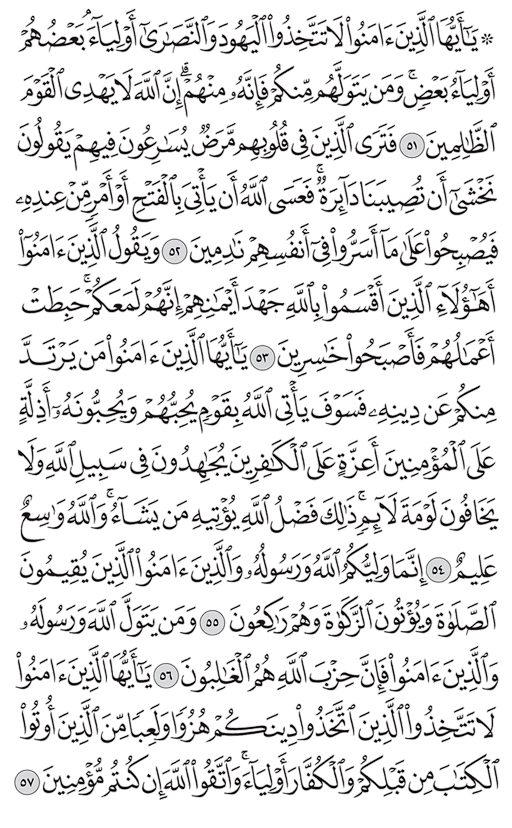 ۞ يَٰٓأَيُّهَا ٱلَّذِينَ ءَامَنُوا۟ لَا تَتَّخِذُوا۟ ٱلْيَهُودَ وَٱلنَّصَٰرَىٰٓ أَوْلِيَآءَۘ بَعْضُهُمْ
أَوْلِيَآءُ بَعْضٍۚ وَمَن يَتَوَلَّهُم مِّنكُمْ فَإِنَّهُۥ مِنْهُمْۗ إِنَّ ٱللَّهَ لَا يَهْدِى ٱلْقَوْمَ
ٱلظَّٰلِمِينَ ٥١ فَتَرَى ٱلَّذِينَ فِى قُلُوبِهِم مَّرَضٌ يُسَٰرِعُونَ فِيهِمْ يَقُولُونَ
نَخْشَىٰٓ أَن تُصِيبَنَا دَآئِرَةٌۚ فَعَسَى ٱللَّهُ أَن يَأْتِىَ بِٱلْفَتْحِ أَوْ أَمْرٍ مِّنْ عِندِهِۦ
فَيُصْبِحُوا۟ عَلَىٰ مَآ أَسَرُّوا۟ فِىٓ أَنفُسِهِمْ نَٰدِمِينَ ٥٢ وَيَقُولُ ٱلَّذِينَ ءَامَنُوٓا۟
أَهَٰٓؤُلَآءِ ٱلَّذِينَ أَقْسَمُوا۟ بِٱللَّهِ جَهْدَ أَيْمَٰنِهِمْ إِنَّهُمْ لَمَعَكُمْۚ حَبِطَتْ
أَعْمَٰلُهُمْ فَأَصْبَحُوا۟ خَٰسِرِينَ ٥٣ يَٰٓأَيُّهَا ٱلَّذِينَ ءَامَنُوا۟ مَن يَرْتَدَّ
مِنكُمْ عَن دِينِهِۦ فَسَوْفَ يَأْتِى ٱللَّهُ بِقَوْمٍ يُحِبُّهُمْ وَيُحِبُّونَهُۥٓ أَذِلَّةٍ
عَلَى ٱلْمُؤْمِنِينَ أَعِزَّةٍ عَلَى ٱلْكَٰفِرِينَ يُجَٰهِدُونَ فِى سَبِيلِ ٱللَّهِ وَلَا
يَخَافُونَ لَوْمَةَ لَآئِمٍۚ ذَٰلِكَ فَضْلُ ٱللَّهِ يُؤْتِيهِ مَن يَشَآءُۚ وَٱللَّهُ وَٰسِعٌ
عَلِيمٌ ٥٤ إِنَّمَا وَلِيُّكُمُ ٱللَّهُ وَرَسُولُهُۥ وَٱلَّذِينَ ءَامَنُوا۟ ٱلَّذِينَ يُقِيمُونَ
ٱلصَّلَوٰةَ وَيُؤْتُونَ ٱلزَّكَوٰةَ وَهُمْ رَٰكِعُونَ ٥٥ وَمَن يَتَوَلَّ ٱللَّهَ وَرَسُولَهُۥ
وَٱلَّذِينَ ءَامَنُوا۟ فَإِنَّ حِزْبَ ٱللَّهِ هُمُ ٱلْغَٰلِبُونَ ٥٦ يَٰٓأَيُّهَا ٱلَّذِينَ ءَامَنُوا۟
لَا تَتَّخِذُوا۟ ٱلَّذِينَ ٱتَّخَذُوا۟ دِينَكُمْ هُزُوًا وَلَعِبًا مِّنَ ٱلَّذِينَ أُوتُوا۟
ٱلْكِتَٰبَ مِن قَبْلِكُمْ وَٱلْكُفَّارَ أَوْلِيَآءَۚ وَٱتَّقُوا۟ ٱللَّهَ إِن كُنتُم مُّؤْمِنِينَ ٥٧